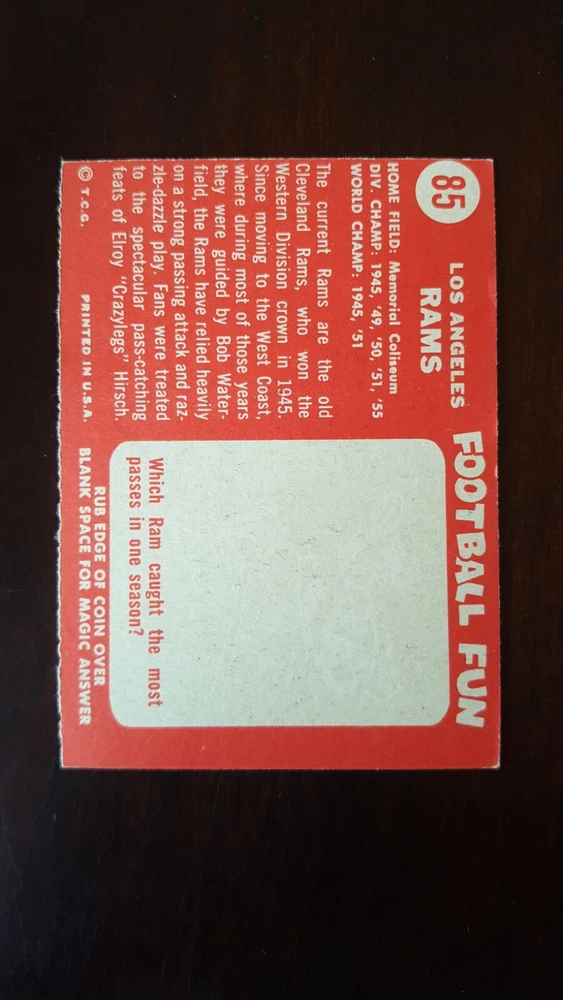 85
LOS ANGELES
RAMS
HOME FIELD: Memorial Coliseum
DIV. CHAMP: 1945, '49, '50, '51, '55
WORLD CHAMP: 1945, '51
The current Rams are the old
Cleveland Rams, who won the
Western Division crown in 1945.
Since moving to the West Coast,
where during most of those years
they were guided by Bob Water-
field, the Rams have relied heavily
on a strong passing attack and raz-
zle-dazzle play. Fans were treated
to the spectacular pass-catching
feats of Elroy "Crazylegs" Hirsch.
© T.C.G. PRINTED IN U.S.A.
FOOTBALL FUN
Which Ram caught the most
passes in one season?
RUB EDGE OF COIN OVER
BLANK SPACE FOR MAGIC ANSWER